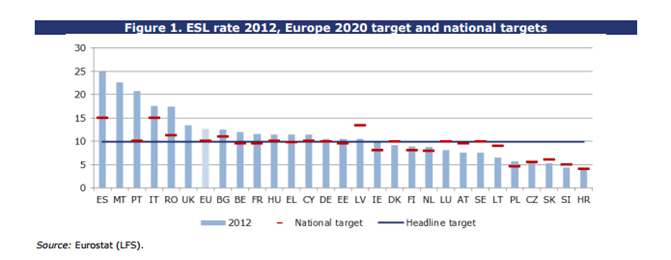 Figure 1. ESL rate 2012, Europe 2020 target and national targets
30
25
20
15
10
5
0
ES MT PT IT RO UK EU BG BE FR HU EL CY DE EE LV IE DK FI NL LU AT SE LT PL CZ SK SI HR
2012 National target Headline target
Source: Eurostat (LFS).